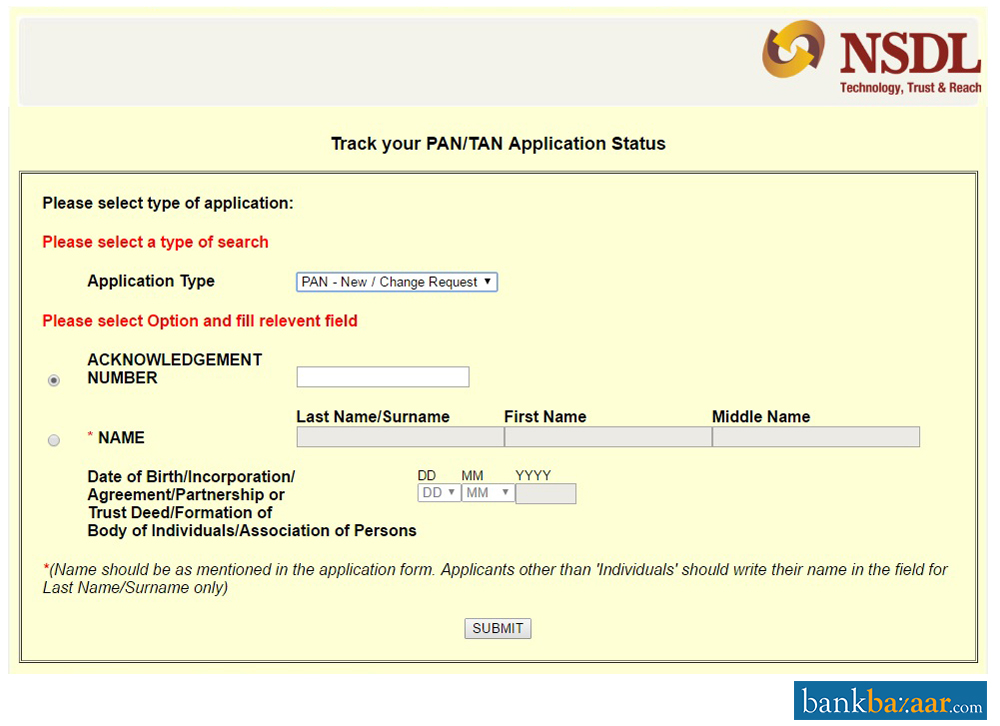 NSDL
Technology, Trust & Reach
Track your PAN/TAN Application Status
Please select type of application:
Please select a type of search
Application Type PAN - New / Change Request
Please select Option and fill relevent field
ACKNOWLEDGEMENT
NUMBER
Last Name/Surname First Name Middle Name
* NAME
Date of Birth/Incorporation/ DD MM YYYY
Agreement/Partnership or DD MM
Trust Deed/Formation of
Body of Individuals/Association of Persons
*(Name should be as mentioned in the application form. Applicants other than 'Individuals' should write their name in the field for
Last Name/Surname only)
SUBMIT
bankbazaar.com